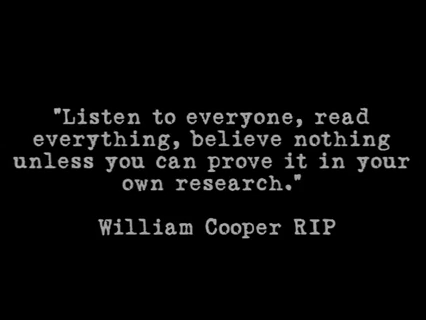 "Listen to everyone, read
everything, believe nothing
unless you can prove it in your
own research."
William Cooper RIP